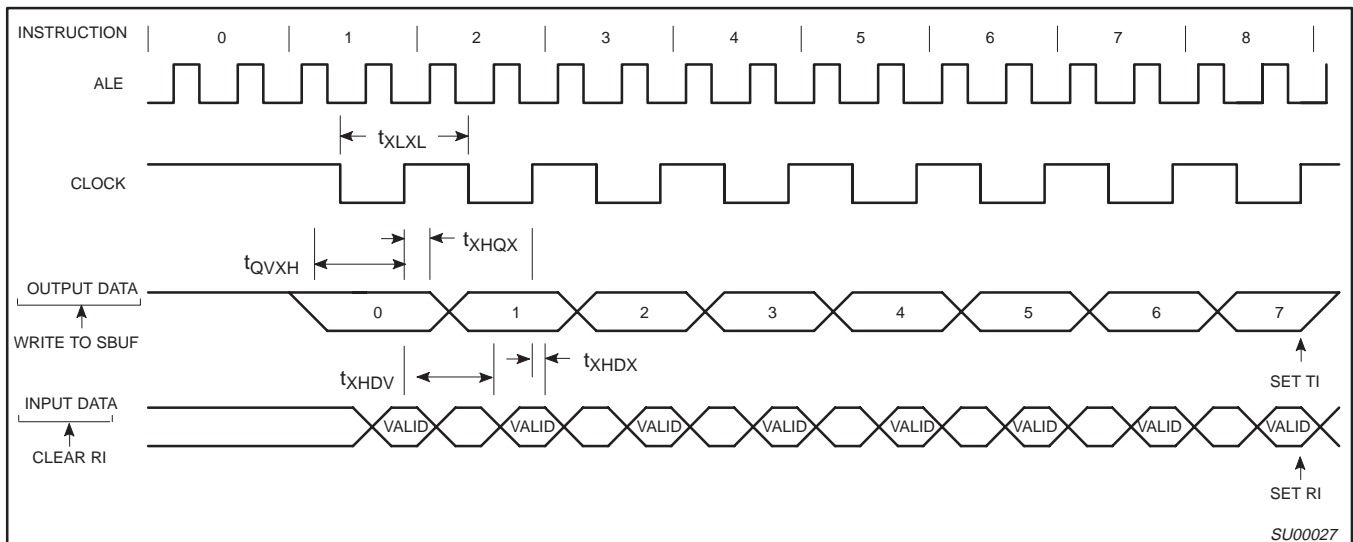 INSTRUCTION 0 1 2 3 4 5 6 7 8
ALE
tXLXL
CLOCK
tXHQX
tQVXH
OUTPUT DATA
0 1 2 3 4 5 6 7
WRITE TO SBUF
tXHDX
tXHDV
SET TI
INPUT DATA
VALID VALID VALID VALID VALID VALID VALID VALID
CLEAR RI
SET RI
SU00027